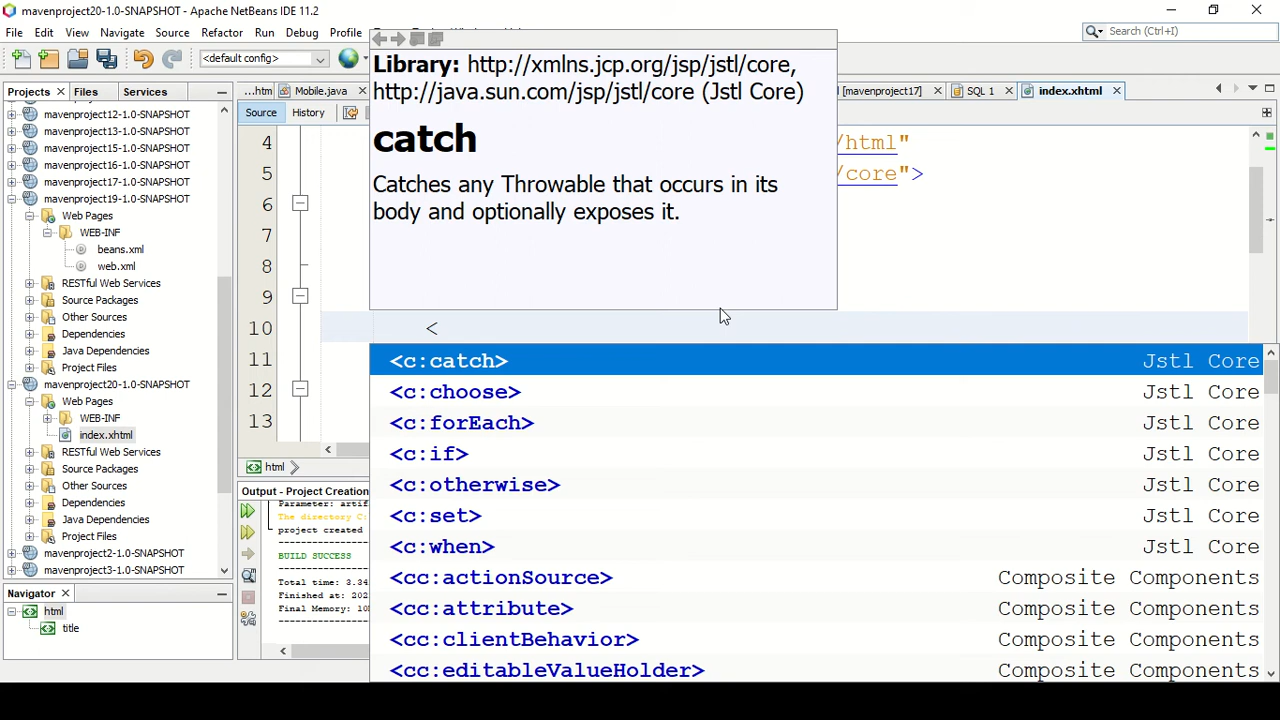 mavenproject20-1.0-SNAPSHOT - Apache NetBeans IDE 11.2
File Edit View Navigate Source Refactor Run Debug Profile
Search (Ctrl+I)
<default config>
Projects Files Services
...htm Mobile.java [mavenproject17] SQL 1 index.xhtml
Source History
mavenproject12-1.0-SNAPSHOT
mavenproject13-1.0-SNAPSHOT
mavenproject15-1.0-SNAPSHOT
mavenproject16-1.0-SNAPSHOT
mavenproject17-1.0-SNAPSHOT
mavenproject19-1.0-SNAPSHOT
Web Pages
WEB-INF
beans.xml
web.xml
RESTful Web Services
Source Packages
Other Sources
Dependencies
Java Dependencies
Project Files
mavenproject20-1.0-SNAPSHOT
Web Pages
WEB-INF
index.xhtml
RESTful Web Services
Source Packages
Other Sources
Dependencies
Java Dependencies
Project Files
mavenproject2-1.0-SNAPSHOT
mavenproject3-1.0-SNAPSHOT
Navigator
html
title
Library: http://xmlns.jcp.org/jsp/jstl/core,
http://java.sun.com/jsp/jstl/core (Jstl Core)
catch
Catches any Throwable that occurs in its
body and optionally exposes it.
4 /html"
5 /core">
6
7
8
9
10 <
11
12
13
<c:catch> Jstl Core
<c:choose> Jstl Core
<c:forEach> Jstl Core
<c:if> Jstl Core
<c:otherwise> Jstl Core
<c:set> Jstl Core
<c:when> Jstl Core
<cc:actionSource> Composite Components
<cc:attribute> Composite Components
<cc:clientBehavior> Composite Components
<cc:editableValueHolder> Composite Components
html
Output - Project Creation
Parameter: artif
The directory C:
project created
BUILD SUCCESS
Total time: 3.34
Finished at: 202
Final Memory: 10